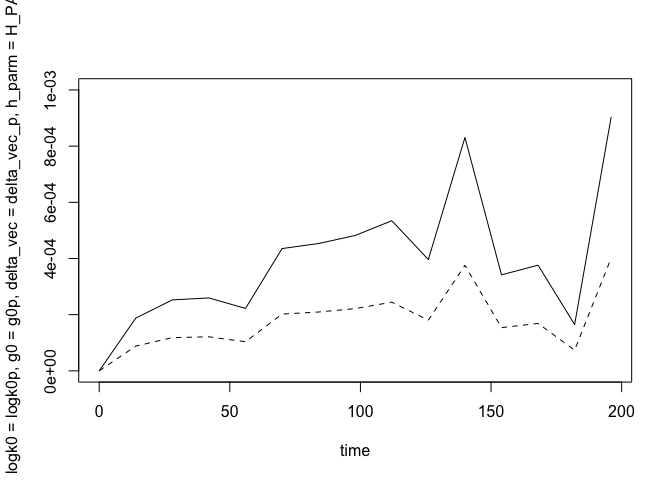 logk0 = logk0p, g0 = g0p, delta_vec = delta_vec_p, h_parm = H_PA
1e-03
8e-04
6e-04
4e-04
0e+00
0
50
100
150
200
time